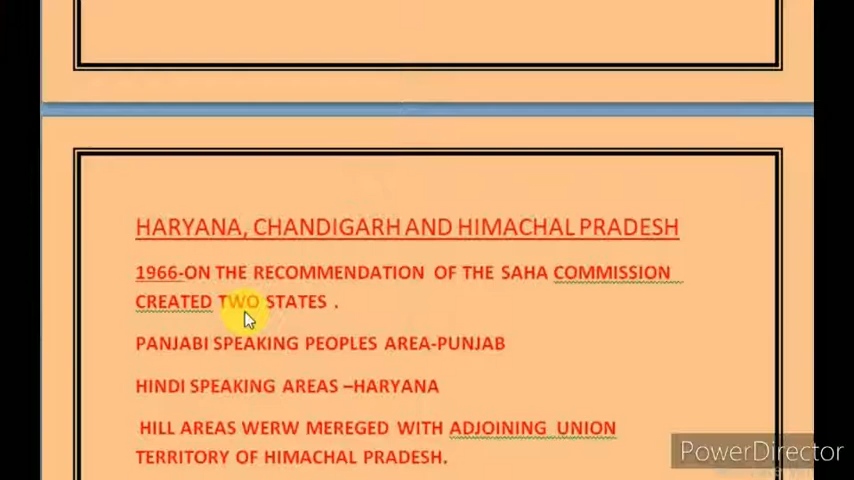 HARYANA, CHANDIGARH AND HIMACHAL PRADESH
1966-ON THE RECOMMENDATION OF THE SAHA COMMISSION
CREATED TWO STATES .
PANJABI SPEAKING PEOPLES AREA-PUNJAB
HINDI SPEAKING AREAS –HARYANA
HILL AREAS WERW MEREGED WITH ADJOINING UNION
TERRITORY OF HIMACHAL PRADESH.
PowerDirector